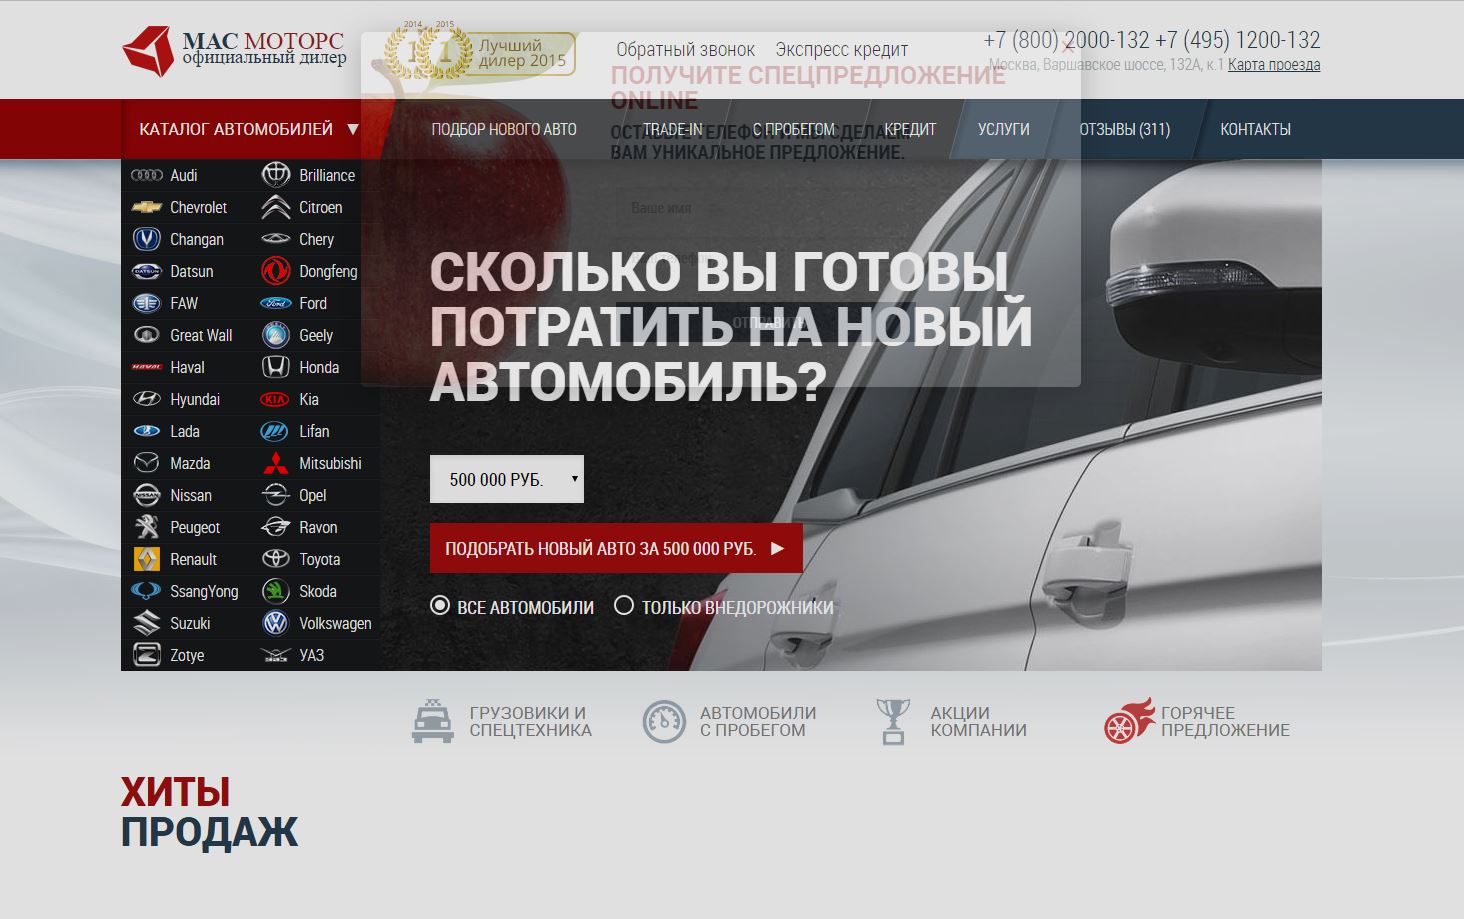 МАС МОТОРС
официальный дилер
2014 2015
1 1
Лучший
дилер 2015
Обратный звонок Экспресс кредит
+7 (800) 2000-132 +7 (495) 1200-132
Москва, Варшавское шоссе, 132А, к.1 Карта проезда
ПОЛУЧИТЕ СПЕЦПРЕДЛОЖЕНИЕ
ONLINE
КАТАЛОГ АВТОМОБИЛЕЙ ▼
ПОДБОР НОВОГО АВТО TRADE-IN С ПРОБЕГОМ КРЕДИТ УСЛУГИ ОТЗЫВЫ (311) КОНТАКТЫ
ОСТАВЬТЕ ТЕЛЕФОН И МЫ СДЕЛАЕМ
ВАМ УНИКАЛЬНОЕ ПРЕДЛОЖЕНИЕ.
Ваше имя
ОТПРАВИТЬ
Audi Brilliance
Chevrolet Citroen
Changan Chery
Datsun Dongfeng
FAW Ford
Great Wall Geely
Haval Honda
Hyundai Kia
Lada Lifan
Mazda Mitsubishi
Nissan Opel
Peugeot Ravon
Renault Toyota
SsangYong Skoda
Suzuki Volkswagen
Zotye УАЗ
СКОЛЬКО ВЫ ГОТОВЫ
ПОТРАТИТЬ НА НОВЫЙ
АВТОМОБИЛЬ?
500 000 РУБ.
ПОДОБРАТЬ НОВЫЙ АВТО ЗА 500 000 РУБ. ►
ВСЕ АВТОМОБИЛИ ТОЛЬКО ВНЕДОРОЖНИКИ
ГРУЗОВИКИ И
СПЕЦТЕХНИКА
АВТОМОБИЛИ
С ПРОБЕГОМ
АКЦИИ
КОМПАНИИ
ГОРЯЧЕЕ
ПРЕДЛОЖЕНИЕ
ХИТЫ
ПРОДАЖ